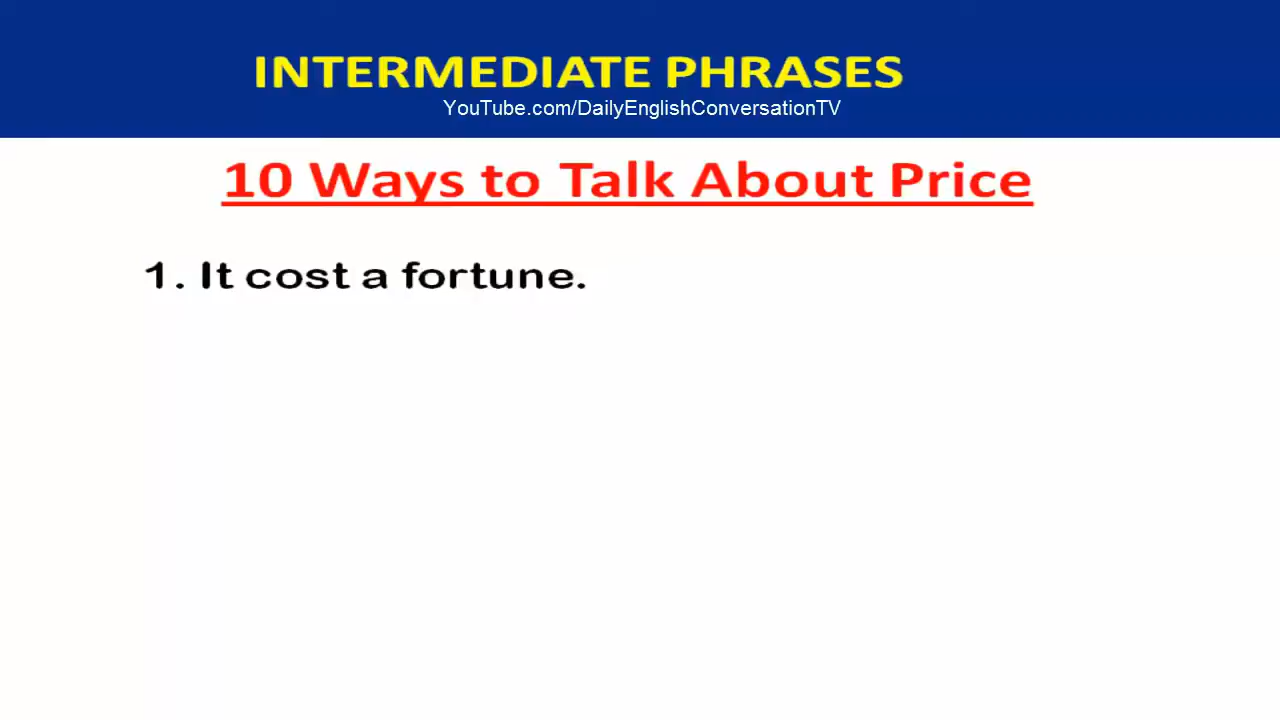 INTERMEDIATE PHRASES
YouTube.com/DailyEnglishConversationTV
10 Ways to Talk About Price
1. It cost a fortune.